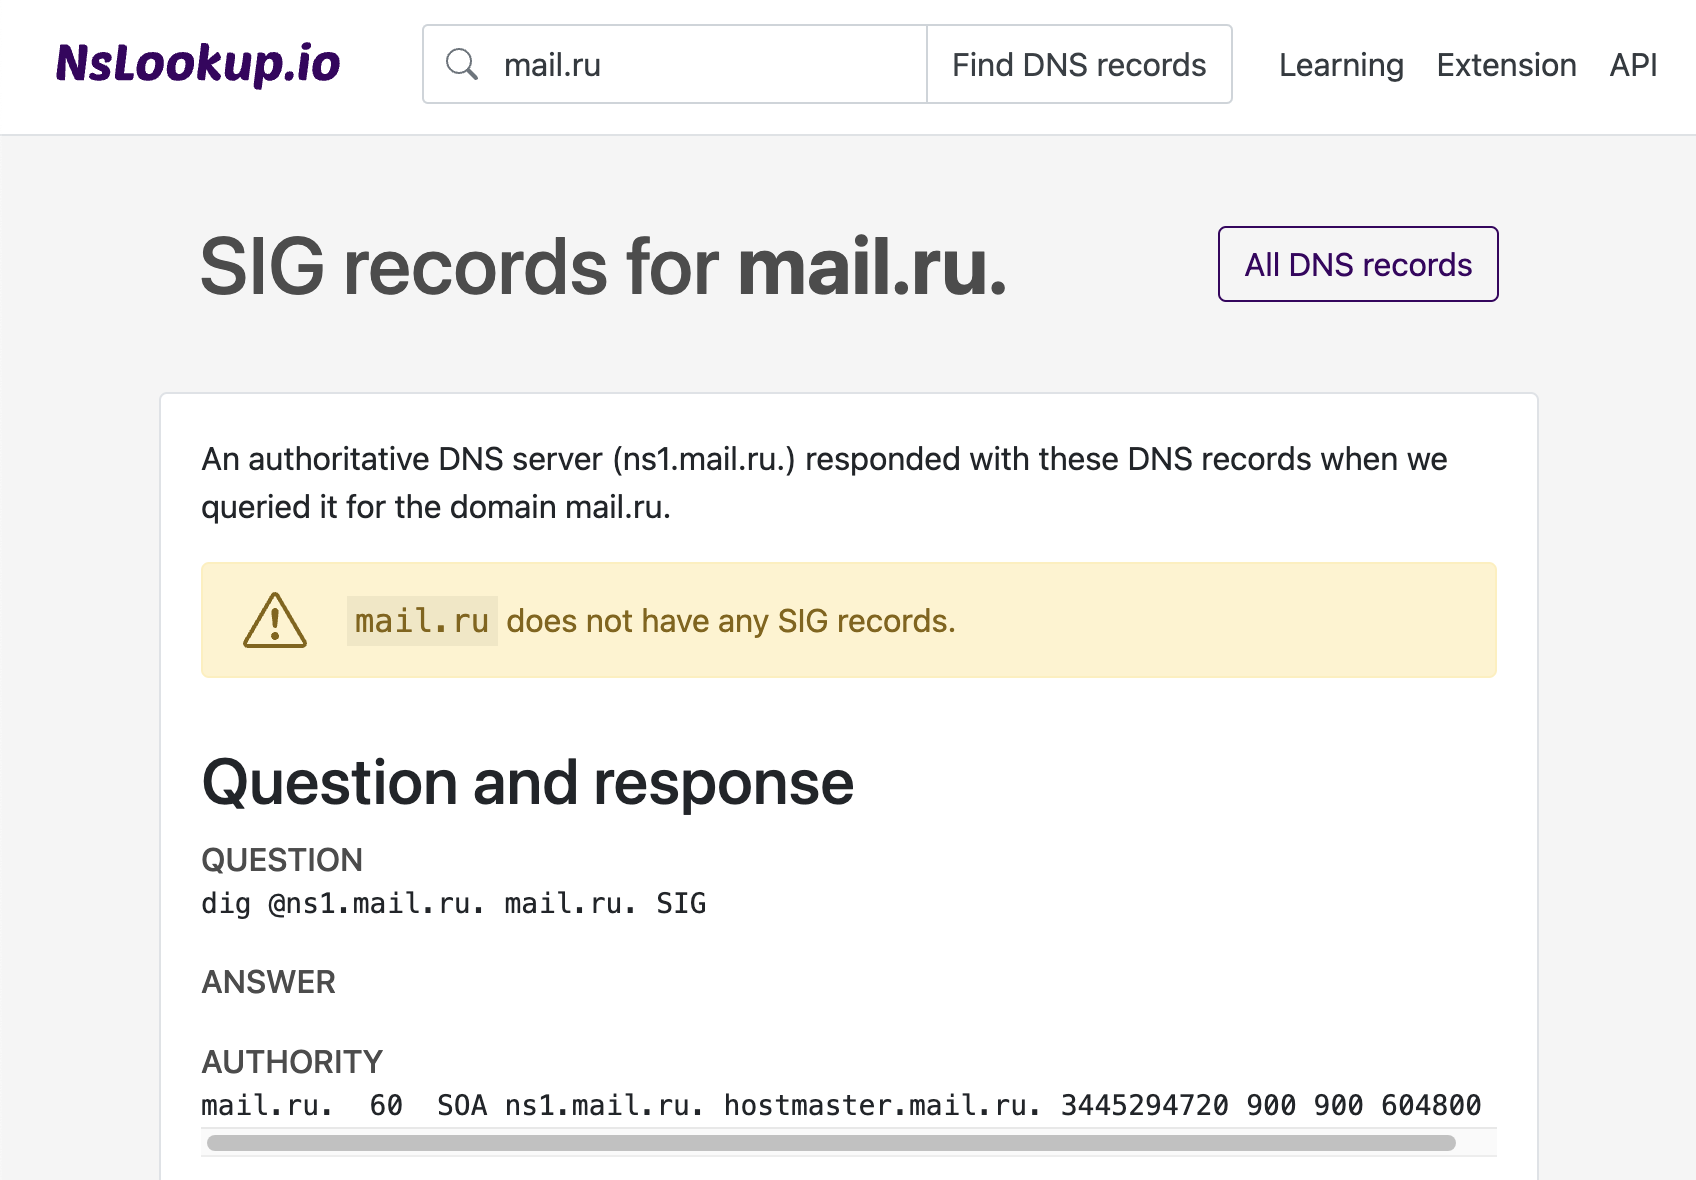 NsLookup.io
mail.ru
Find DNS records
Learning
Extension
API
SIG records for mail.ru.
All DNS records
An authoritative DNS server (ns1.mail.ru.) responded with these DNS records when we
queried it for the domain mail.ru.
mail.ru does not have any SIG records.
Question and response
QUESTION
dig @ns1.mail.ru. mail.ru. SIG
ANSWER
AUTHORITY
mail.ru.  60  SOA ns1.mail.ru. hostmaster.mail.ru. 3445294720 900 900 604800